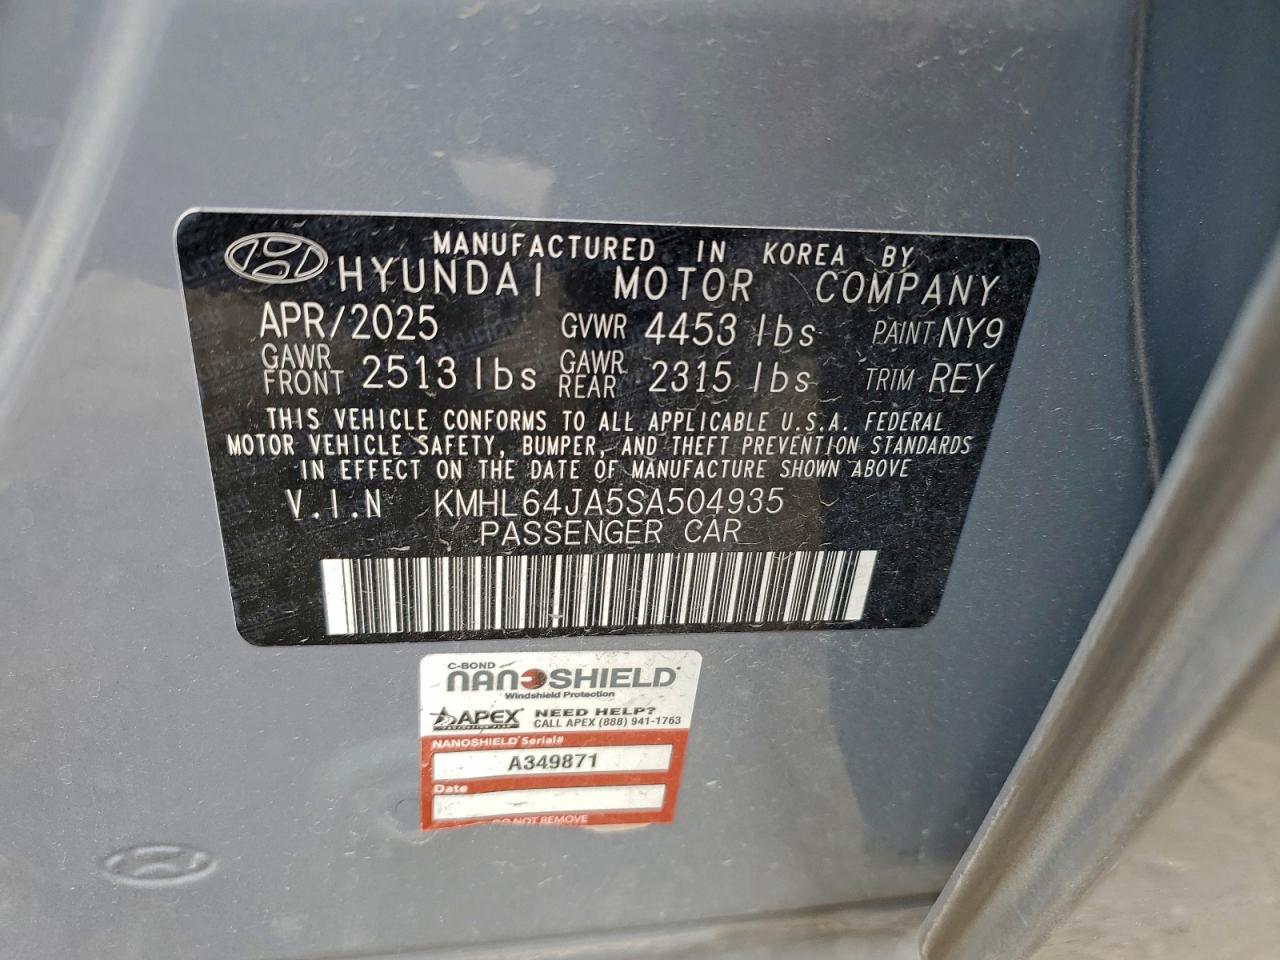 MANUFACTURED IN KOREA BY
HYUNDAI MOTOR COMPANY
APR/2025 GVWR 4453 lbs PAINT NY9
GAWR FRONT 2513 lbs GAWR REAR 2315 lbs TRIM REY
THIS VEHICLE CONFORMS TO ALL APPLICABLE U.S.A. FEDERAL
MOTOR VEHICLE SAFETY, BUMPER, AND THEFT PREVENTION STANDARDS
IN EFFECT ON THE DATE OF MANUFACTURE SHOWN ABOVE
V.I.N KMHL64JA5SA504935
PASSENGER CAR
C-BOND
NANOSHIELD
Windshield Protection
APEX NEED HELP?
CALL APEX (888) 941-1763
NANOSHIELD Serial#
A349871
Date
DO NOT REMOVE